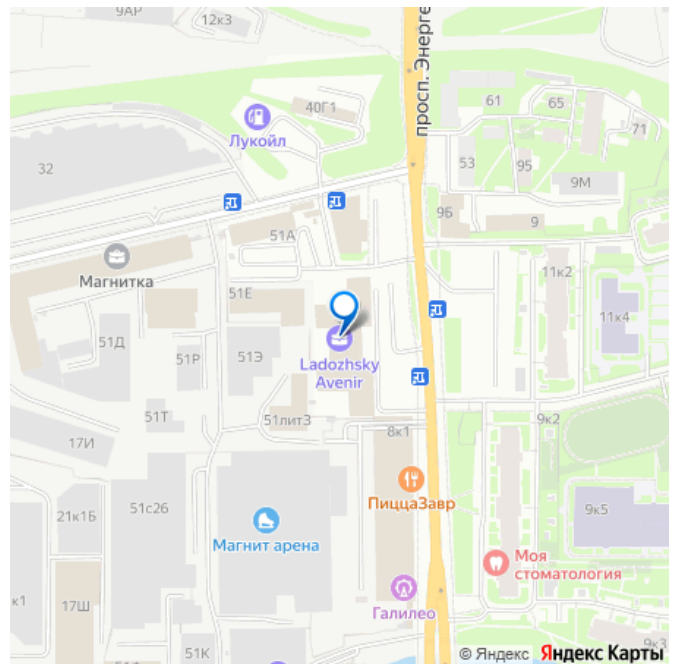 9АР
12к3
просп. Энерге
40Г1
Лукойл
61
65
71
32
53
95
9М
9Б
9
51А
Магнитка
11к2
51Е
11к4
51Д
51Р
51Э
Ladozhsky
Avenir
51Т
51лит3
8к1
9к2
17И
ПиццаЗавр
51с26
21к1Б
9к5
Магнит арена
Моя
стоматология
к1
17Ш
Галилео
51К
9к3
© Яндекс Яндекс Карты